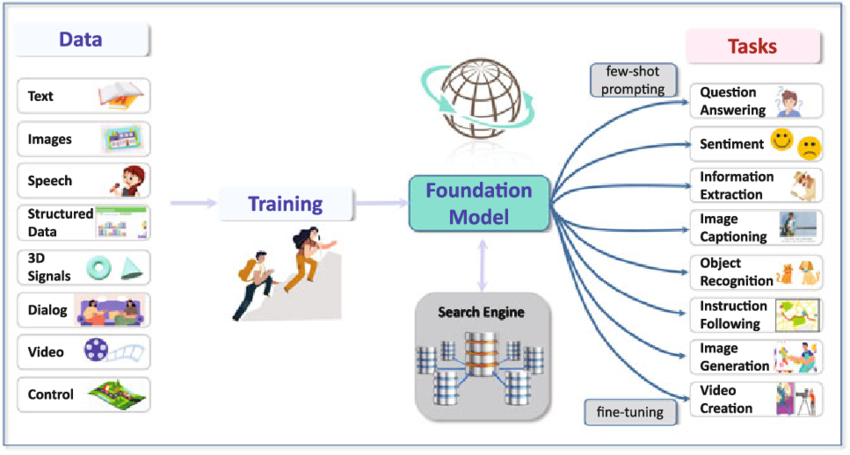 Data
Text
Images
Speech
Structured
Data
3D
Signals
Dialog
Video
Control
Training
Foundation
Model
Search Engine
few-shot
prompting
fine-tuning
Tasks
Question
Answering
Sentiment
Information
Extraction
Image
Captioning
Object
Recognition
Instruction
Following
Image
Generation
Video
Creation